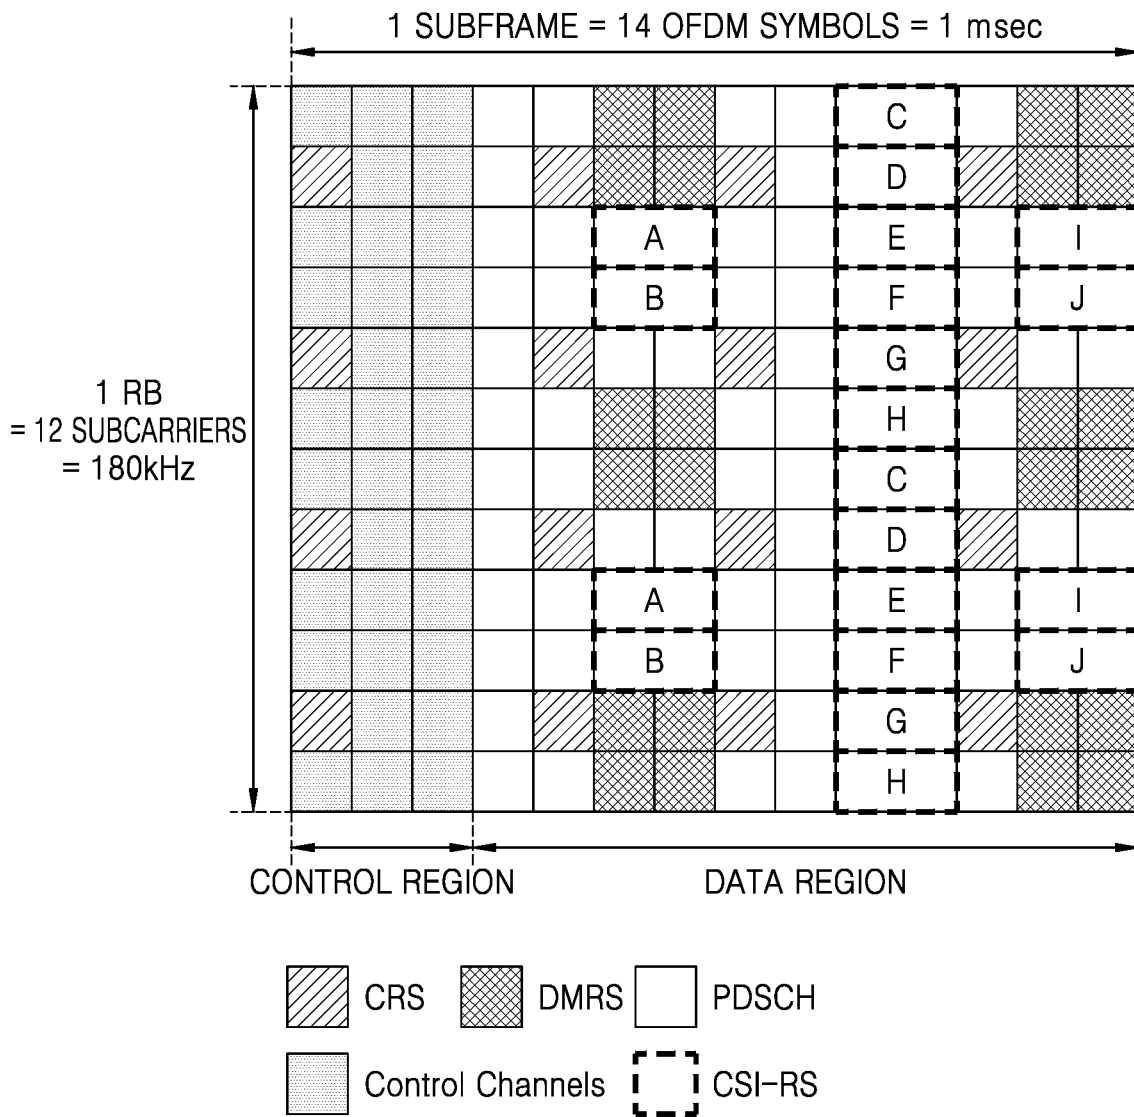 1 SUBFRAME = 14 OFDM SYMBOLS = 1 msec
C
D
A E I
B F J
G
1 RB
= 12 SUBCARRIERS
= 180kHz
H
C
D
A E I
B F J
G
H
CONTROL REGION DATA REGION
CRS DMRS PDSCH
Control Channels CSI-RS